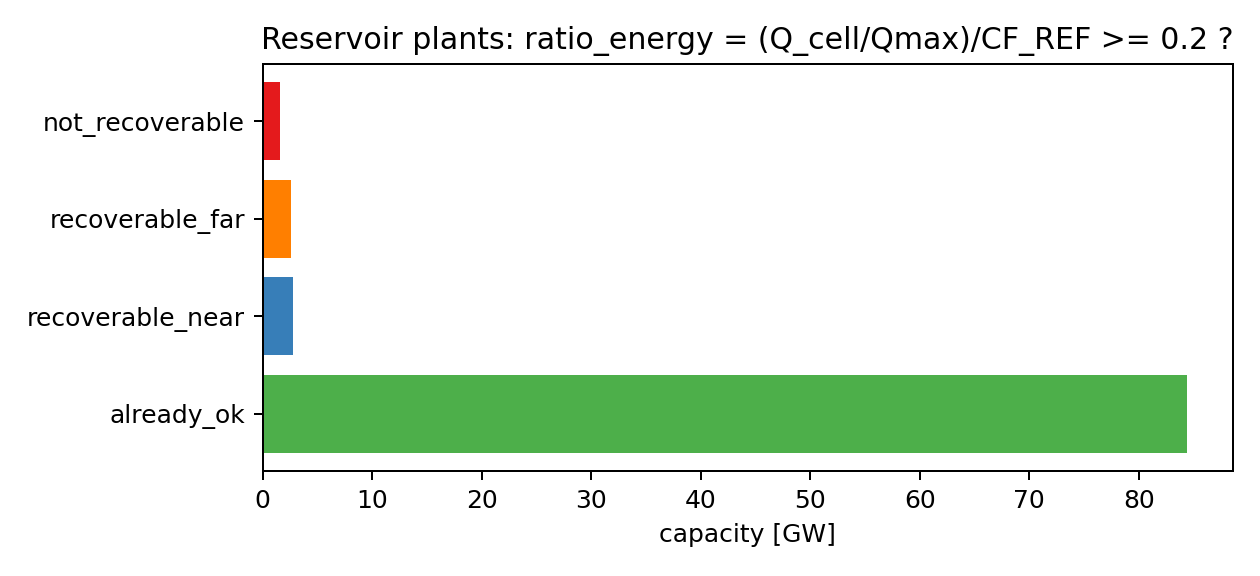 Reservoir plants: ratio_energy = (Q_cell/Qmax)/CF_REF >= 0.2 ?
not_recoverable
recoverable_far
recoverable_near
already_ok
0 10 20 30 40 50 60 70 80
capacity [GW]